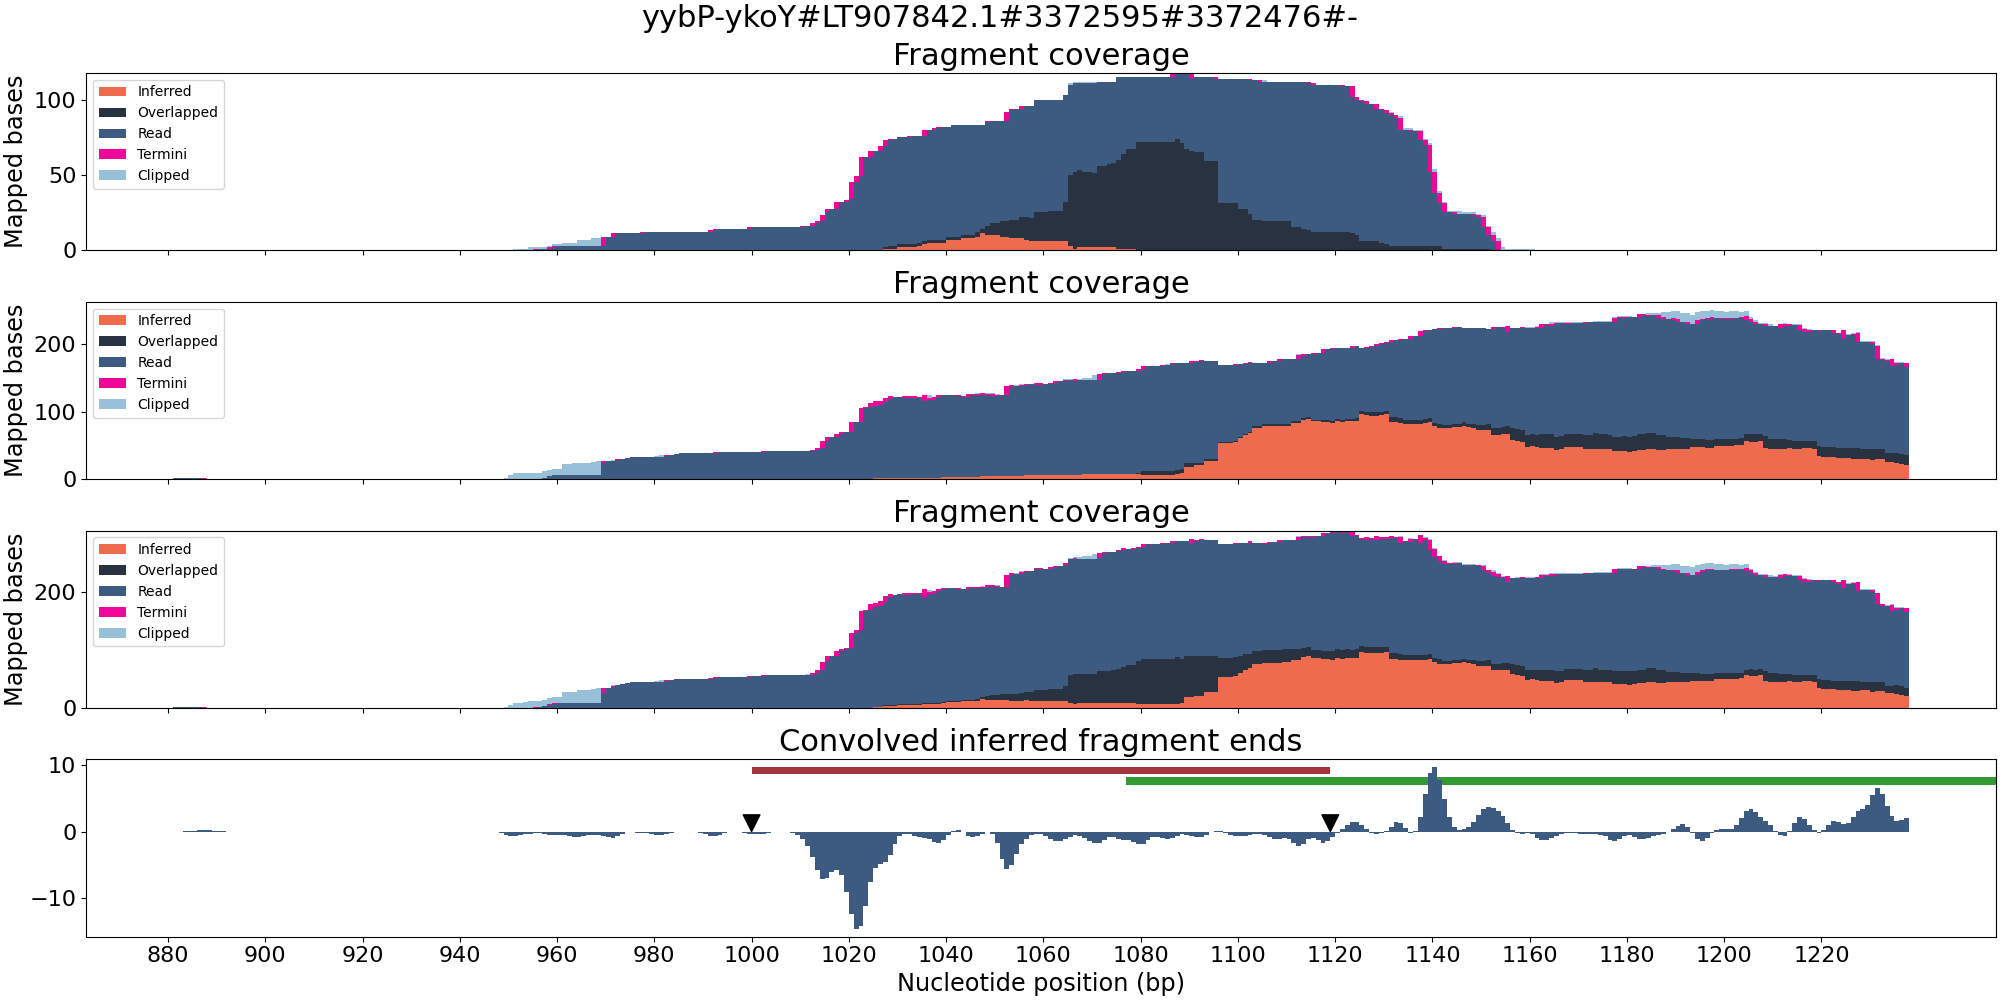 yybP-ykoY#LT907842.1#3372595#3372476#-
Fragment coverage
Mapped bases
100
50
0
Inferred
Overlapped
Read
Termini
Clipped
Fragment coverage
Mapped bases
200
100
0
Inferred
Overlapped
Read
Termini
Clipped
Fragment coverage
Mapped bases
200
0
Inferred
Overlapped
Read
Termini
Clipped
Convolved inferred fragment ends
10
0
−10
880 900 920 940 960 980 1000 1020 1040 1060 1080 1100 1120 1140 1160 1180 1200 1220
Nucleotide position (bp)